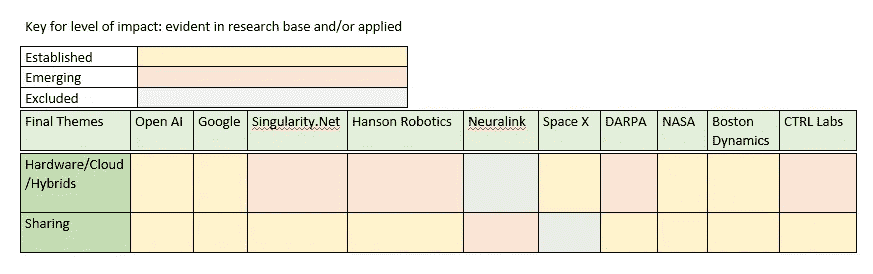 Key for level of impact: evident in research base and/or applied
Established
Emerging
Excluded
Final Themes Open AI Google Singularity.Net Hanson Robotics Neuralink Space X DARPA NASA Boston Dynamics CTRL Labs
Hardware/Cloud
/Hybrids
Sharing